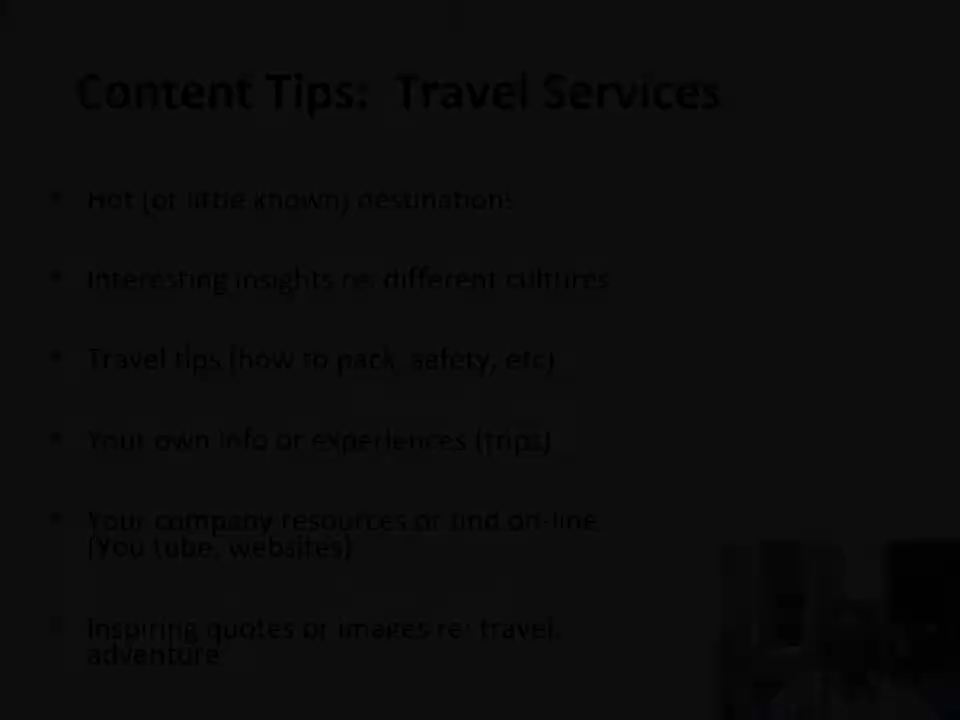 Content Tips: Travel Services
• Hot (or little known) destinations
• Interesting insights re: different cultures
• Travel tips (how to pack, safety, etc)
• Your own info or experiences (trips)
• Your company resources or find on-line
(You tube, websites)
• Inspiring quotes or images re: travel,
adventure